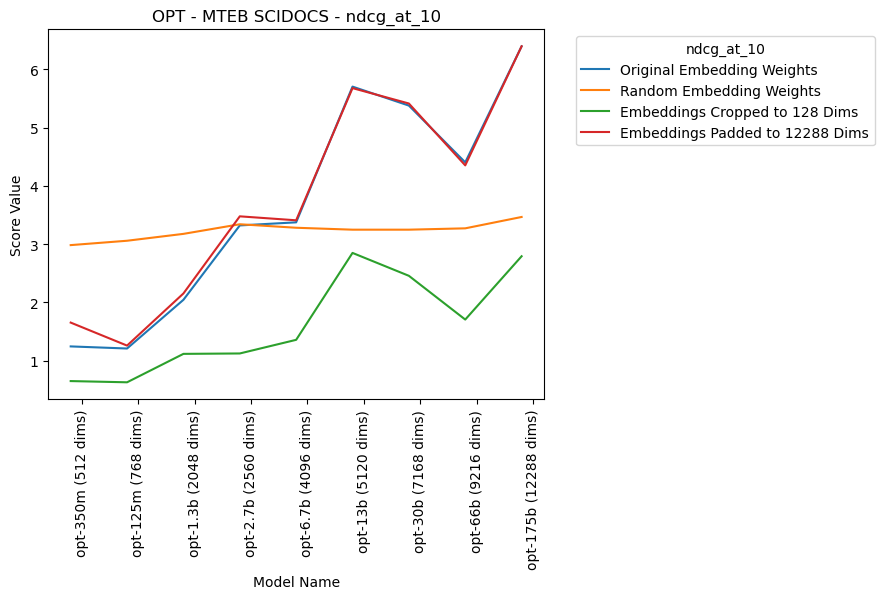 OPT - MTEB SCIDOCS - ndcg_at_10
ndcg_at_10
Original Embedding Weights
Random Embedding Weights
Embeddings Cropped to 128 Dims
Embeddings Padded to 12288 Dims
Score Value
6
5
4
3
2
1
opt-350m (512 dims)
opt-125m (768 dims)
opt-1.3b (2048 dims)
opt-2.7b (2560 dims)
opt-6.7b (4096 dims)
opt-13b (5120 dims)
opt-30b (7168 dims)
opt-66b (9216 dims)
opt-175b (12288 dims)
Model Name